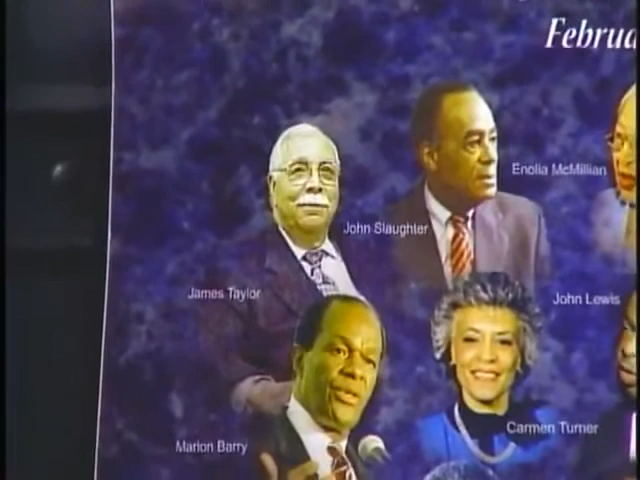 Februa
Enolia McMillian
John Slaughter
James Taylor
John Lewis
Carmen Turner
Marion Barry